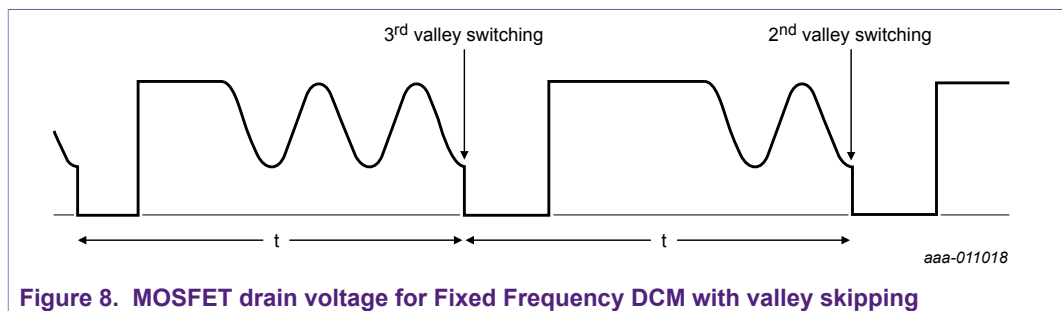 3rd valley switching
2nd valley switching
t
t
aaa-011018
Figure 8. MOSFET drain voltage for Fixed Frequency DCM with valley skipping